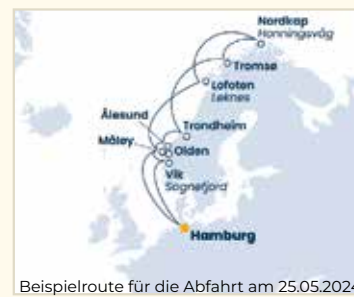 Nordkap
Honningsvåg
Tromsø
Lofoten
Leknes
Ålesund
Trondheim
Måløy
Olden
Vik
Sognefjord
Hamburg
Beispielroute für die Abfahrt am 25.05.2024